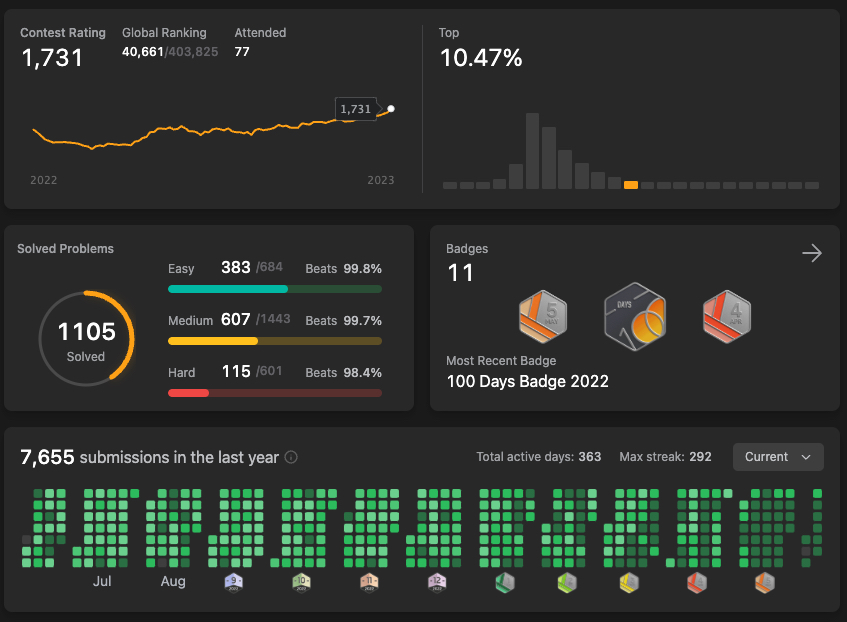 Contest Rating Global Ranking Attended
1,731 40,661/403,825 77
Top
10.47%
1,731
2022 2023
Solved Problems
Easy 383 /684 Beats 99.8%
Medium 607 /1443 Beats 99.7%
Hard 115 /601 Beats 98.4%
1105
Solved
Badges
11
DAYS
5
MAY
4
APR
Most Recent Badge
100 Days Badge 2022
7,655 submissions in the last year
Total active days: 363 Max streak: 292 Current
Jul Aug 9 10 11 12